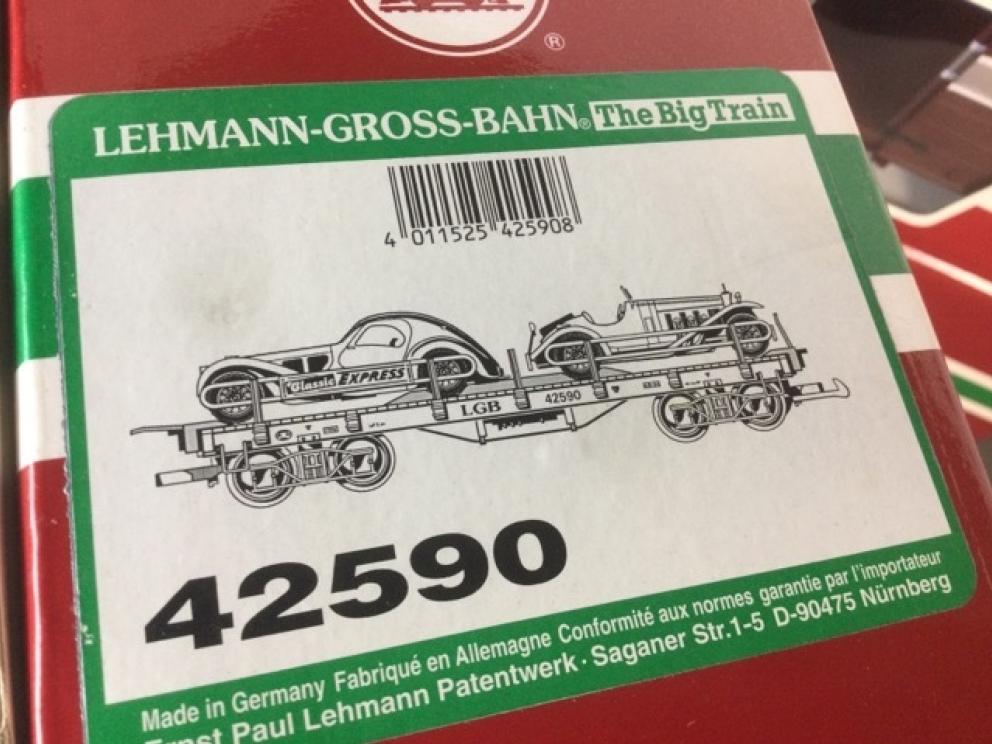 ®
LEHMANN-GROSS-BAHN® The Big Train
4 011525 425908
Classic EXPRESS
LGB 42590
42590
Made in Germany Fabriqué en Allemagne Conformité aux normes garantie par l'importateur
Ernst Paul Lehmann Patentwerk · Saganer Str.1-5 D-90475 Nürnberg